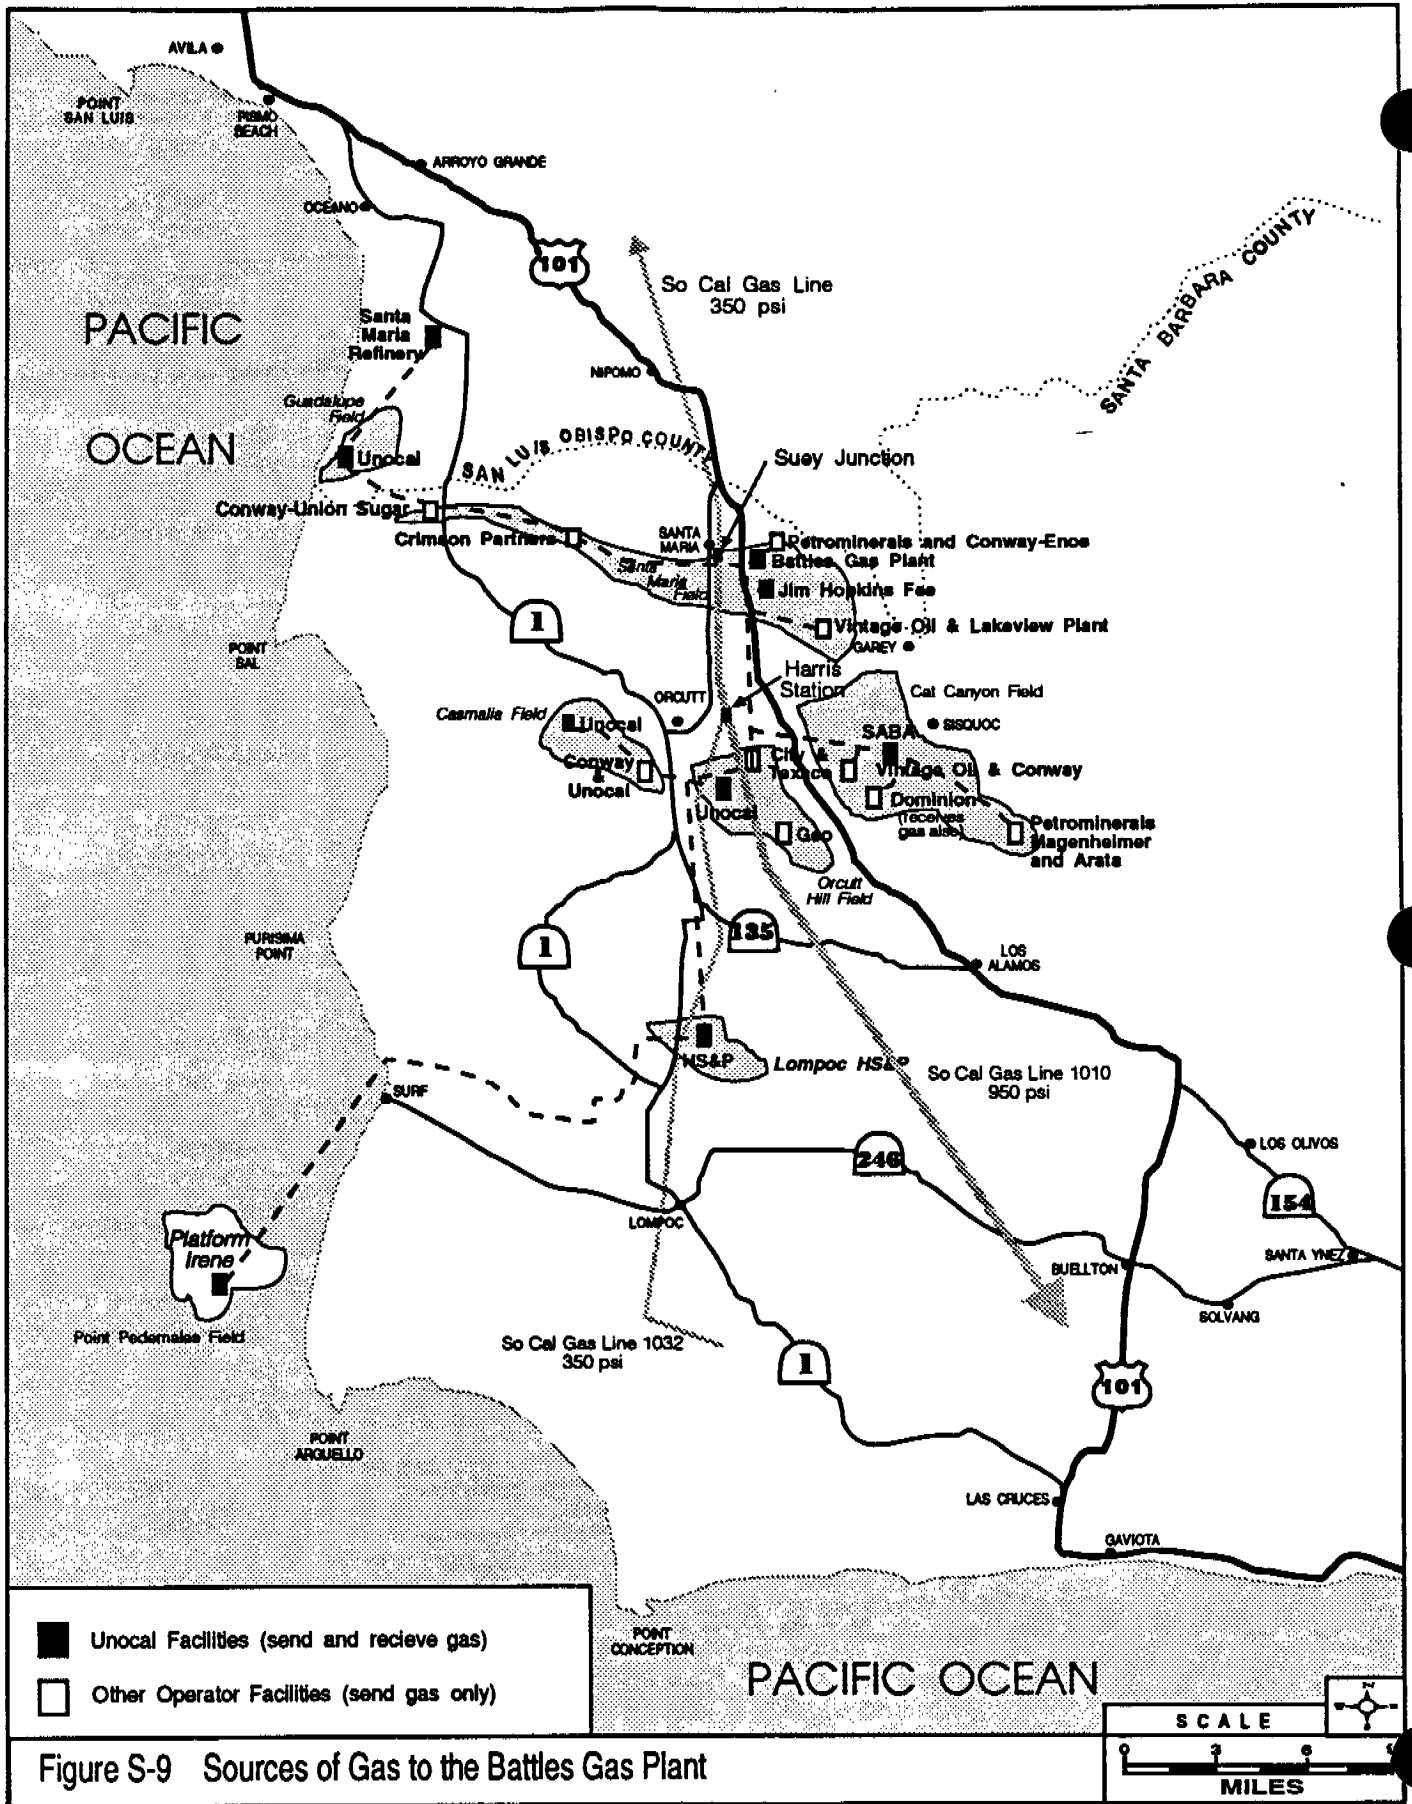 AVILA
POINT
SAN LUIS
PISMO
BEACH
ARROYO GRANDE
OCEANO
101
So Cal Gas Line
350 psi
SANTA BARBARA COUNTY
PACIFIC
OCEAN
Santa
Maria
Refinery
NIPOMO
Guadalupe
Field
Unocal
SAN LUIS OBISPO COUNTY
Suey Junction
Conway-Union Sugar
Crimson Partners
SANTA
MARIA
Petrominerals and Conway-Enos
Battles Gas Plant
Santa
Maria
Field
Jim Hopkins Fee
Vintage Oil & Lakeview Plant
GAREY
1
POINT
SAL
Harris
Station
ORCUTT
Cat Canyon Field
Casmalia Field
Unocal
SISQUOC
SABA
Conway
&
Unocal
City &
Texaco
Vintage Oil & Conway
Unocal
Dominion
(receives
gas also)
Geo
Petrominerals
Magenheimer
and Arata
Orcutt
Hill Field
135
1
PURISIMA
POINT
LOS
ALAMOS
HS&P
Lompoc HS&P
So Cal Gas Line 1010
950 psi
SURF
LOS OLIVOS
246
154
LOMPOC
Platform
Irene
SANTA YNEZ
BUELLTON
SOLVANG
Point Pedernales Field
So Cal Gas Line 1032
350 psi
1
101
POINT
ARGUELLO
LAS CRUCES
GAVIOTA
POINT
CONCEPTION
PACIFIC OCEAN
Unocal Facilities (send and recieve gas)
Other Operator Facilities (send gas only)
N
SCALE
0 3 6
MILES
Figure S-9 Sources of Gas to the Battles Gas Plant